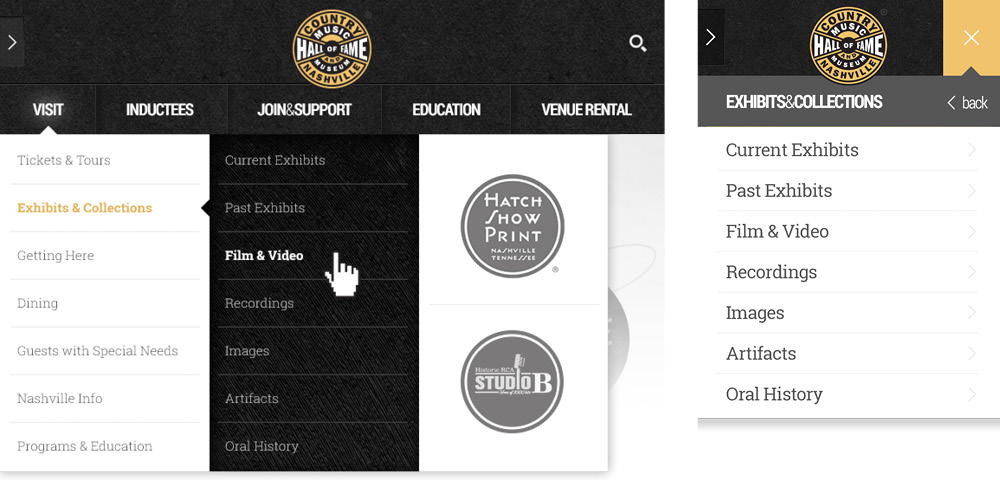 COUNTRY
MUSIC
HALL OF FAME
AND
MUSEUM
NASHVILLE
VISIT
INDUCTEES
JOIN&SUPPORT
EDUCATION
VENUE RENTAL
Tickets & Tours
Exhibits & Collections
Getting Here
Dining
Guests with Special Needs
Nashville Info
Programs & Education
Current Exhibits
Past Exhibits
Film & Video
Recordings
Images
Artifacts
Oral History
HATCH
SHOW
PRINT
NASHVILLE
TENNESSEE
®
Historic RCA
STUDIO B
COUNTRY
MUSIC
HALL OF FAME
AND
MUSEUM
NASHVILLE
®
EXHIBITS&COLLECTIONS
back
Current Exhibits
Past Exhibits
Film & Video
Recordings
Images
Artifacts
Oral History